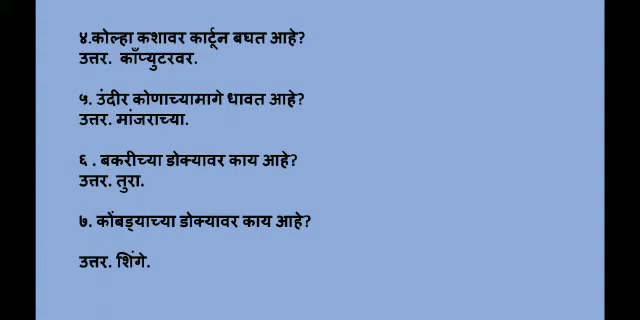 ४.कोल्हा कशावर कार्टून बघत आहे?
उत्तर. काँप्युटरवर.
५. उंदीर कोणाच्यामागे धावत आहे?
उत्तर. मांजराच्या.
६ . बकरीच्या डोक्यावर काय आहे?
उत्तर. तुरा.
७. कोंबड्याच्या डोक्यावर काय आहे?
उत्तर. शिंगे.